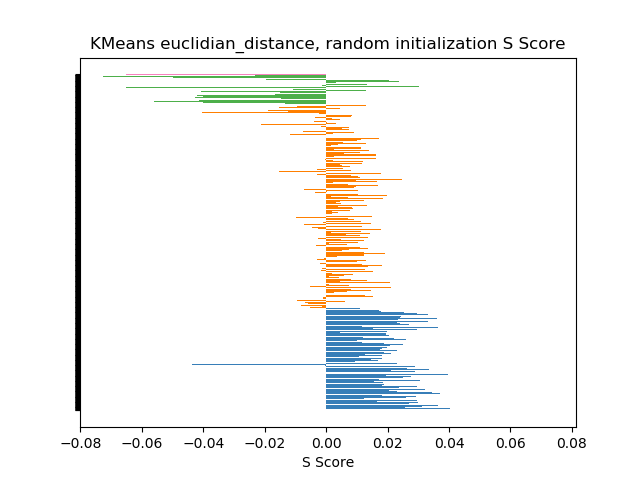 KMeans euclidian_distance, random initialization S Score
−0.08 −0.06 −0.04 −0.02 0.00 0.02 0.04 0.06 0.08
S Score